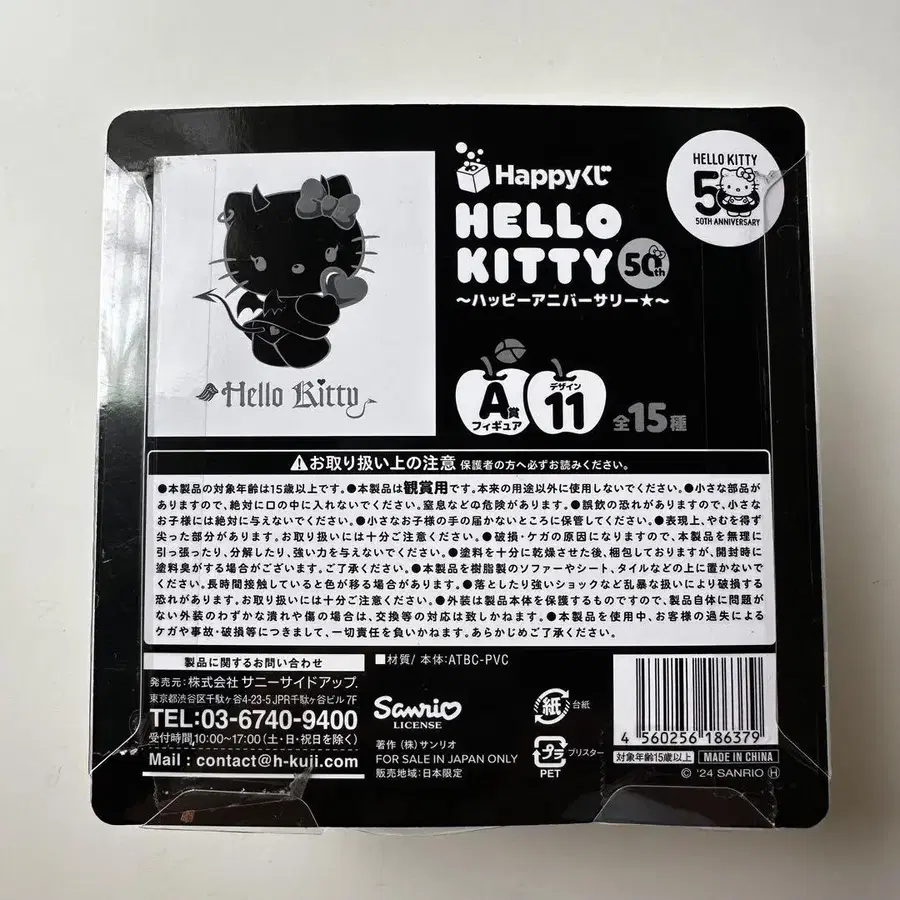 Happyくじ
HELLO
KITTY 50th
～ハッピーアニバーサリー★～
HELLO KITTY
50
50TH ANNIVERSARY
Hello Kitty
A賞
フィギュア
デザイン
11
全15種
⚠お取り扱い上の注意 保護者の方へ必ずお読みください。
●本製品の対象年齢は15歳以上です。●本製品は観賞用です。本来の用途以外に使用しないでください。●小さな部品が
ありますので、絶対に口の中に入れないでください。窒息などの危険があります。●誤飲の恐れがありますので、小さな
お子様には絶対に与えないでください。●小さなお子様の手の届かないところに保管してください。●表現上、やむを得ず
尖った部分があります。お取り扱いには十分ご注意ください。●破損・ケガの原因になりますので、本製品を無理に
引っ張ったり、分解したり、強い力を与えないでください。●塗料を十分に乾燥させた後、梱包しておりますが、開封時に
塗料臭がする場合がございます。ご了承ください。●本製品を樹脂製のソファーやシート、タイルなどの上に置かないで
ください。長時間接触していると色が移る場合があります。●落としたり強いショックなど乱暴な扱いにより破損する
恐れがあります。お取り扱いには十分ご注意ください。●外装は製品本体を保護するものですので、製品自体に問題が
ない外装のわずかな潰れや傷の場合は、交換等の対応は致しかねます。●本製品を使用中、お客様の過失による
ケガや事故・破損等につきまして、一切責任を負いかねます。あらかじめご了承ください。
製品に関するお問い合わせ
発売元：株式会社 サニーサイドアップ
東京都渋谷区千駄ヶ谷4-23-5 JPR千駄ヶ谷ビル 7F
TEL:03-6740-9400
受付時間 10:00～17:00（土・日・祝日を除く）
Mail : contact@h-kuji.com
■材質/ 本体：ATBC-PVC
Sanrio
LICENSE
著作（株）サンリオ
FOR SALE IN JAPAN ONLY
販売地域：日本限定
紙 台紙
プラ ブリスター
PET
4 560256 186379
対象年齢15歳以上
MADE IN CHINA
© '24 SANRIO Ⓗ